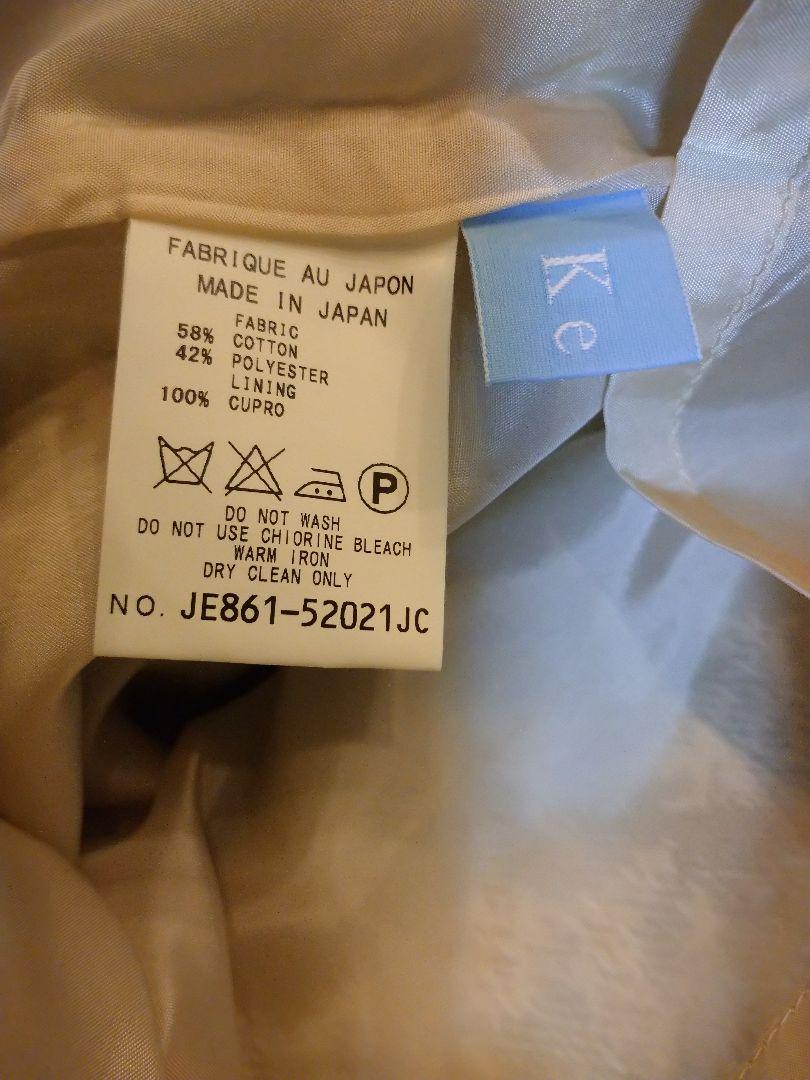 FABRIQUE AU JAPON
MADE IN JAPAN
FABRIC
58% COTTON
42% POLYESTER
LINING
100% CUPRO
P
DO NOT WASH
DO NOT USE CHIORINE BLEACH
WARM IRON
DRY CLEAN ONLY
NO. JE861-52021JC
Ke